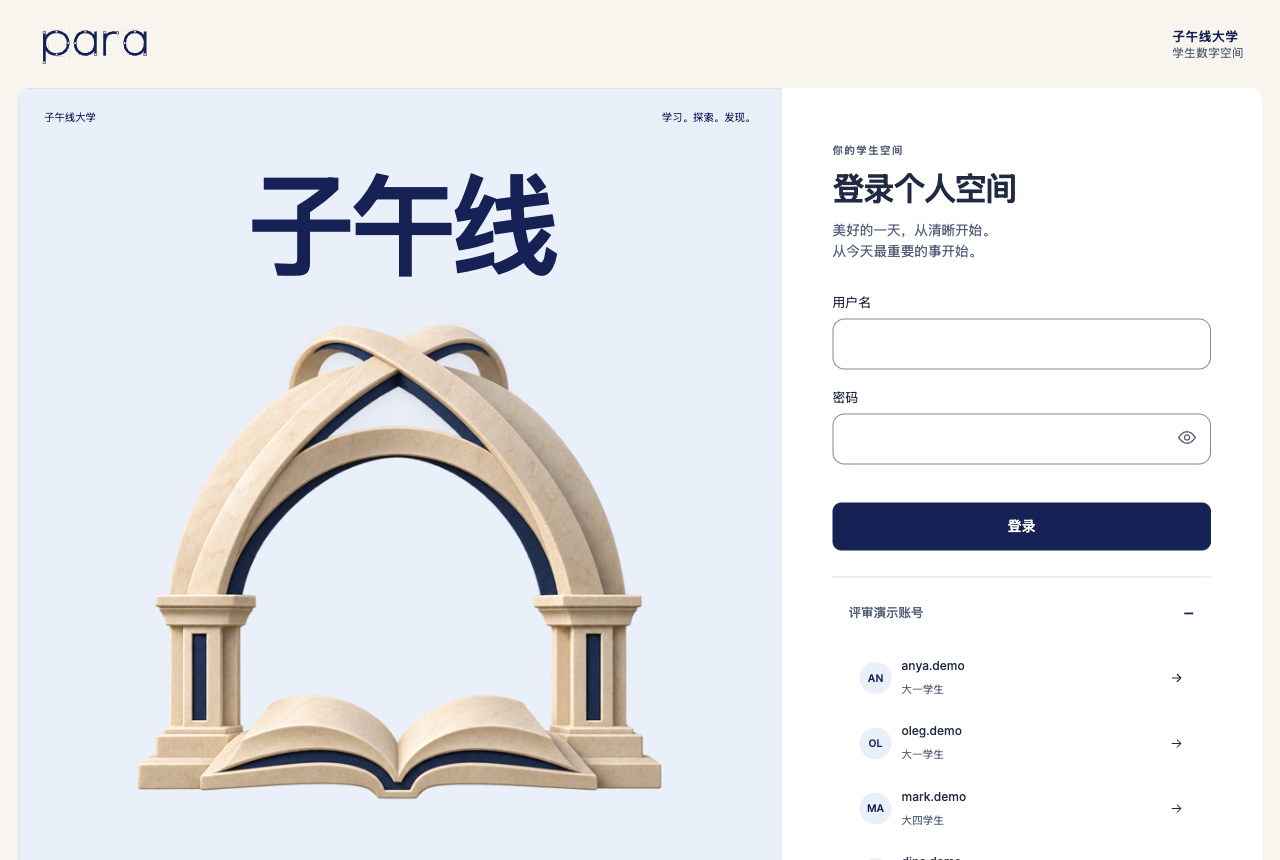 para
子午线大学
学生数字空间
子午线大学
学习。探索。发现。
子午线
你的学生空间
登录个人空间
美好的一天，从清晰开始。
从今天最重要的事开始。
用户名
密码
登录
评审演示账号
AN
anya.demo
大一学生
OL
oleg.demo
大一学生
MA
mark.demo
大四学生